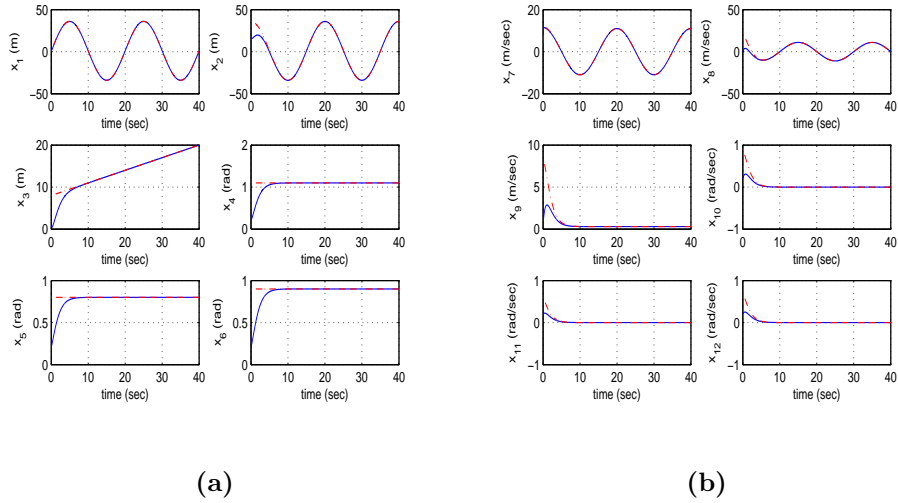 50
0
−50
0 10 20 30 40
time (sec)
x1 (m)
50
0
−50
0 10 20 30 40
time (sec)
x2 (m)
20
10
0
0 10 20 30 40
time (sec)
x3 (m)
2
1
0
0 10 20 30 40
time (sec)
x4 (rad)
1
0.5
0
0 10 20 30 40
time (sec)
x5 (rad)
1
0.5
0
0 10 20 30 40
time (sec)
x6 (rad)
(a)
20
0
−20
0 10 20 30 40
time (sec)
x7 (m/sec)
50
0
−50
0 10 20 30 40
time (sec)
x8 (m/sec)
10
5
0
0 10 20 30 40
time (sec)
x9 (m/sec)
1
0
−1
0 10 20 30 40
time (sec)
x10 (rad/sec)
1
0
−1
0 10 20 30 40
time (sec)
x11 (rad/sec)
1
0
−1
0 10 20 30 40
time (sec)
x12 (rad/sec)
(b)